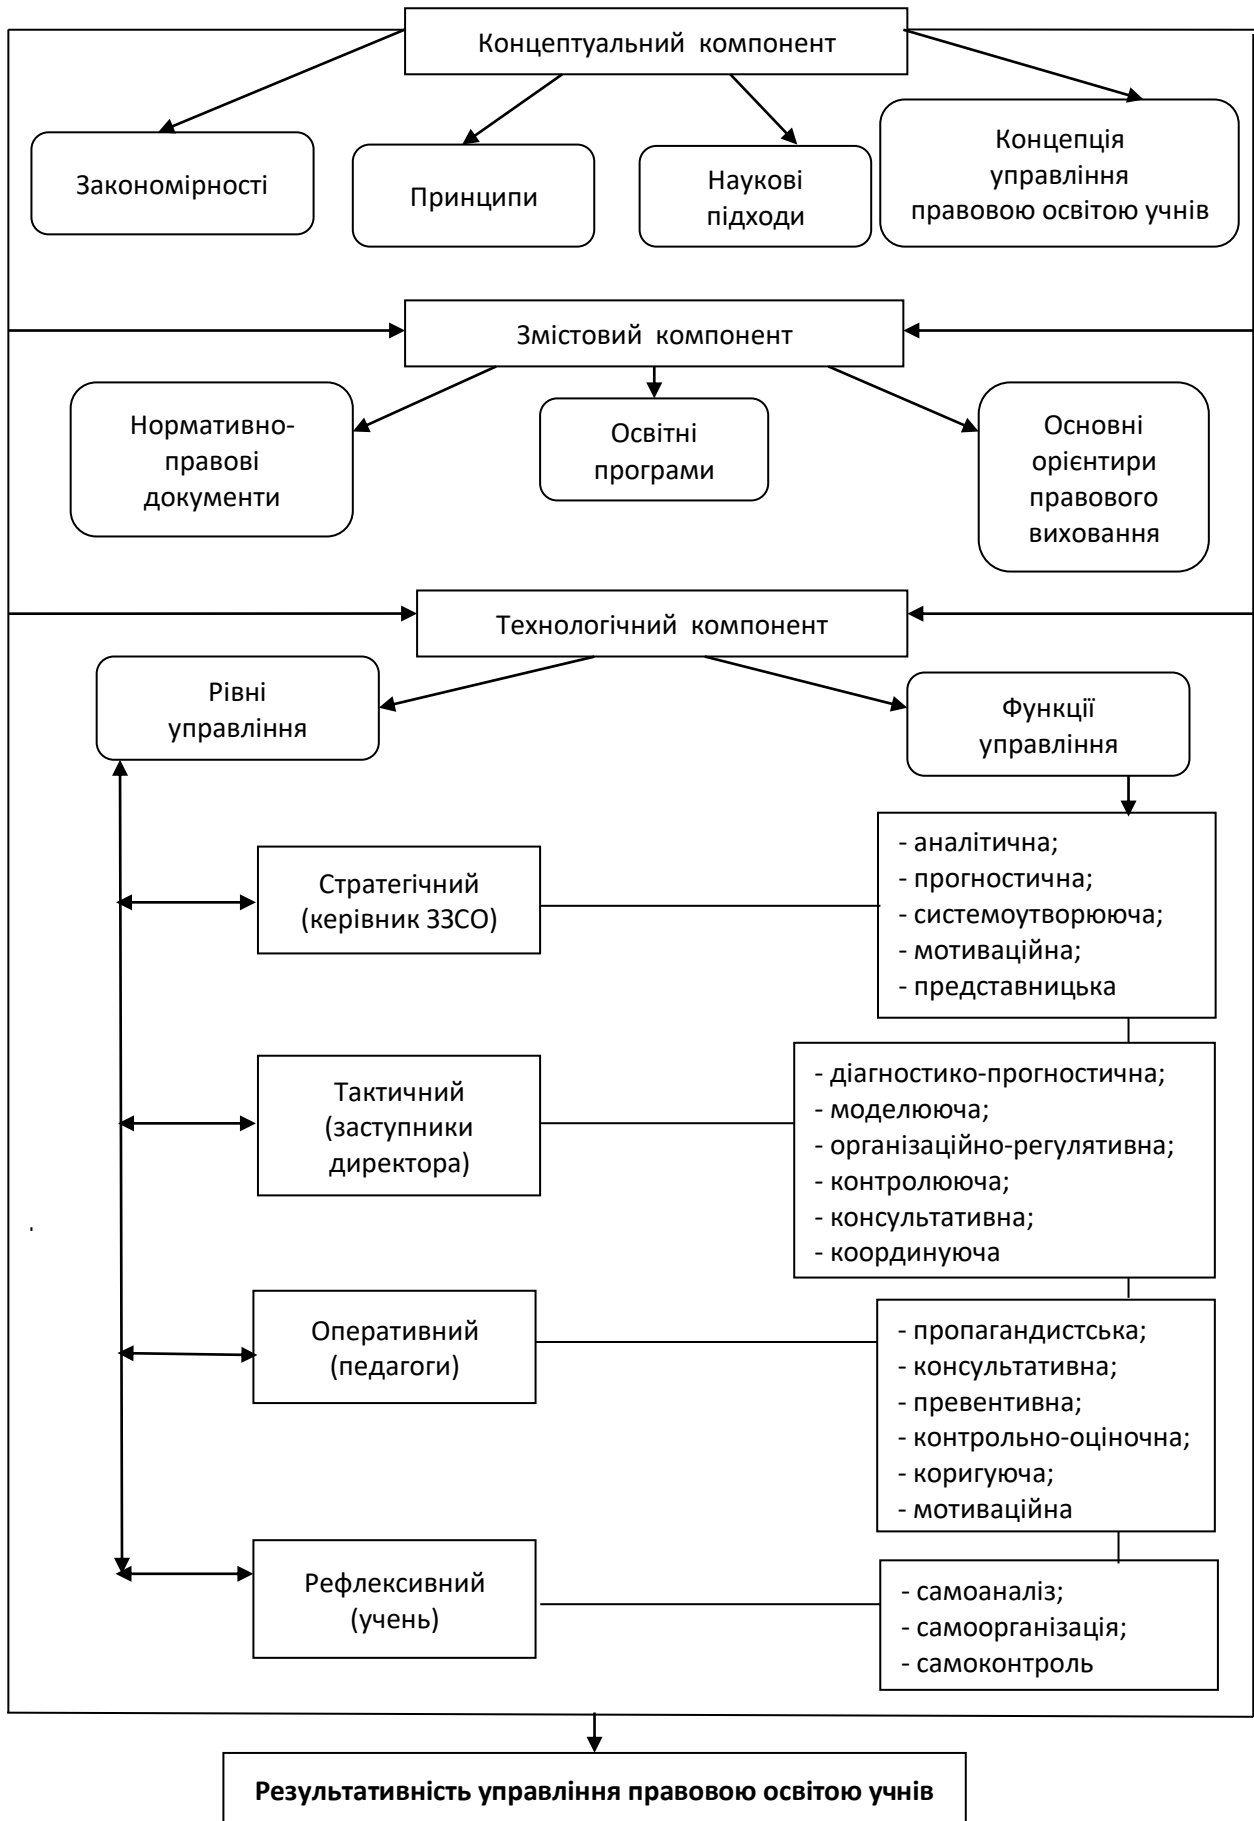 Концептуальний компонент
Закономірності
Принципи
Наукові
підходи
Концепція
управління
правовою освітою учнів
Змістовий компонент
Нормативно-
правові
документи
Освітні
програми
Основні
орієнтири
правового
виховання
Технологічний компонент
Рівні
управління
Функції
управління
Стратегічний
(керівник ЗЗСО)
- аналітична;
- прогностична;
- системоутворююча;
- мотиваційна;
- представницька
Тактичний
(заступники
директора)
- діагностико-прогностична;
- моделююча;
- організаційно-регулятивна;
- контролююча;
- консультативна;
- координуюча
Оперативний
(педагоги)
- пропагандистська;
- консультативна;
- превентивна;
- контрольно-оціночна;
- коригуюча;
- мотиваційна
Рефлексивний
(учень)
- самоаналіз;
- самоорганізація;
- самоконтроль
Результативність управління правовою освітою учнів